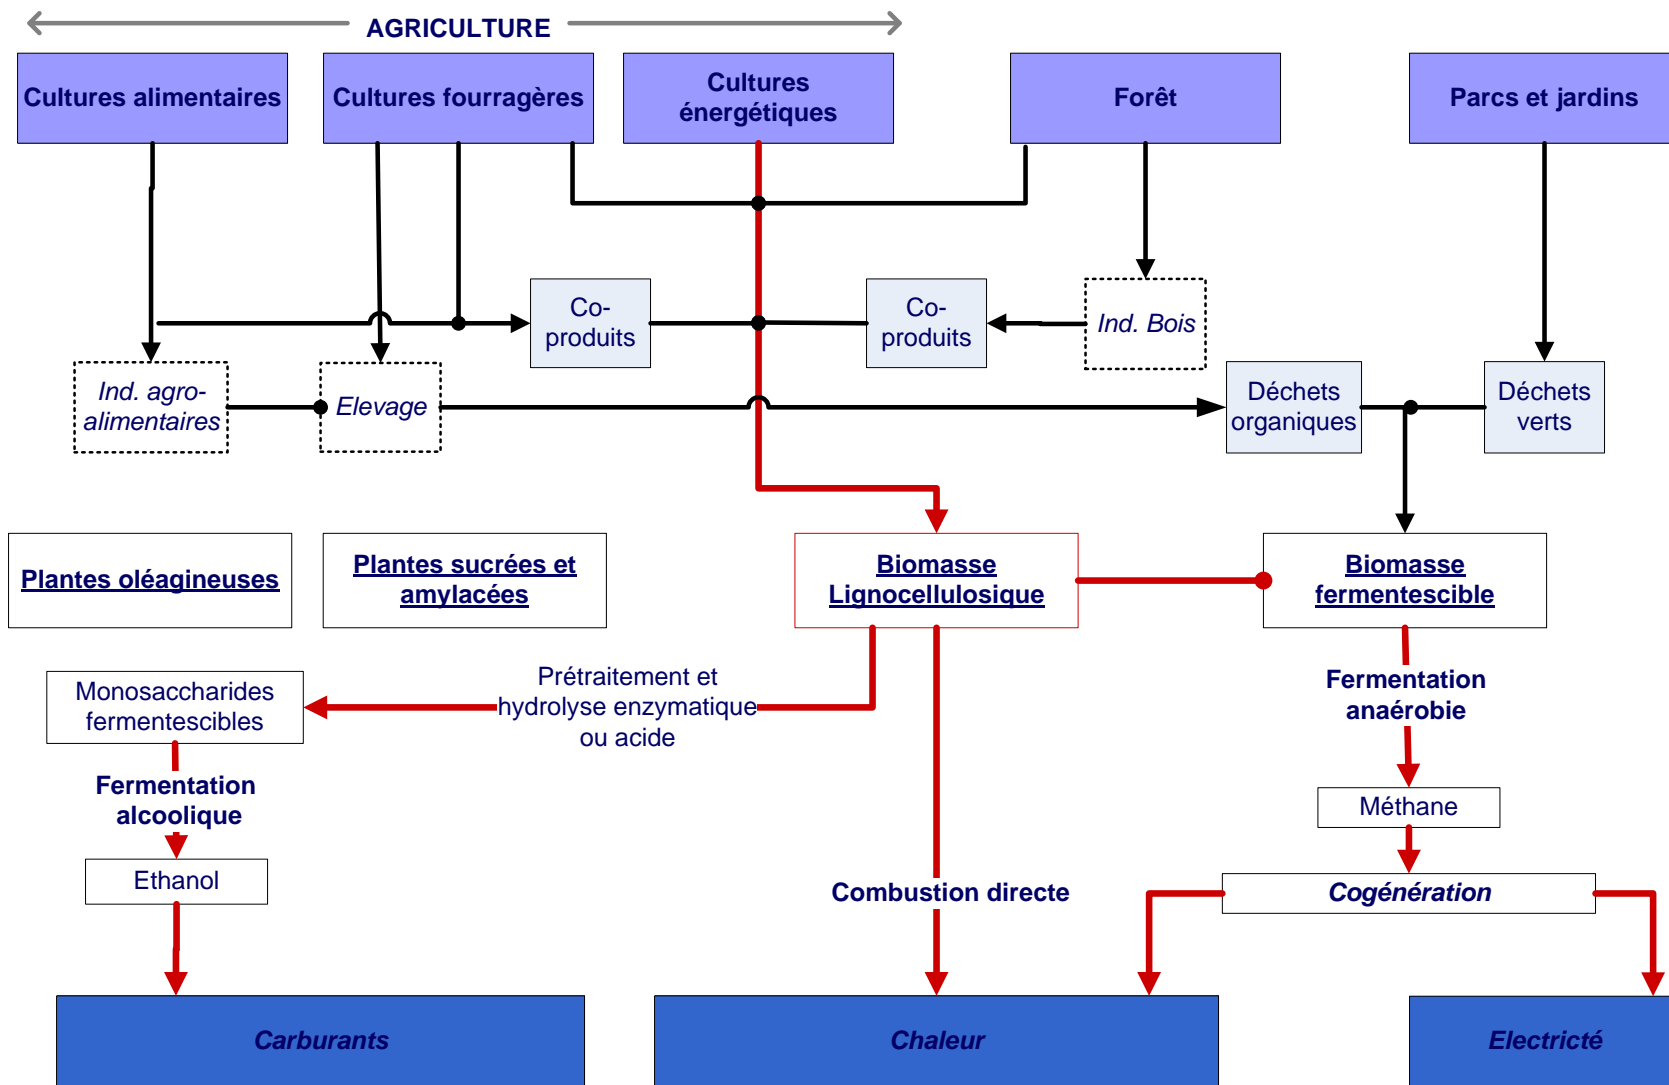 AGRICULTURE
Cultures alimentaires
Cultures fourragères
Cultures
énergétiques
Forêt
Parcs et jardins
Co-
produits
Co-
produits
Ind. Bois
Ind. agro-
alimentaires
Elevage
Déchets
organiques
Déchets
verts
Plantes oléagineuses
Plantes sucrées et
amylacées
Biomasse
Lignocellulosique
Biomasse
fermentescible
Monosaccharides
fermentescibles
Prétraitement et
hydrolyse enzymatique
ou acide
Fermentation
anaérobie
Fermentation
alcoolique
Méthane
Ethanol
Combustion directe
Cogénération
Carburants
Chaleur
Electricté